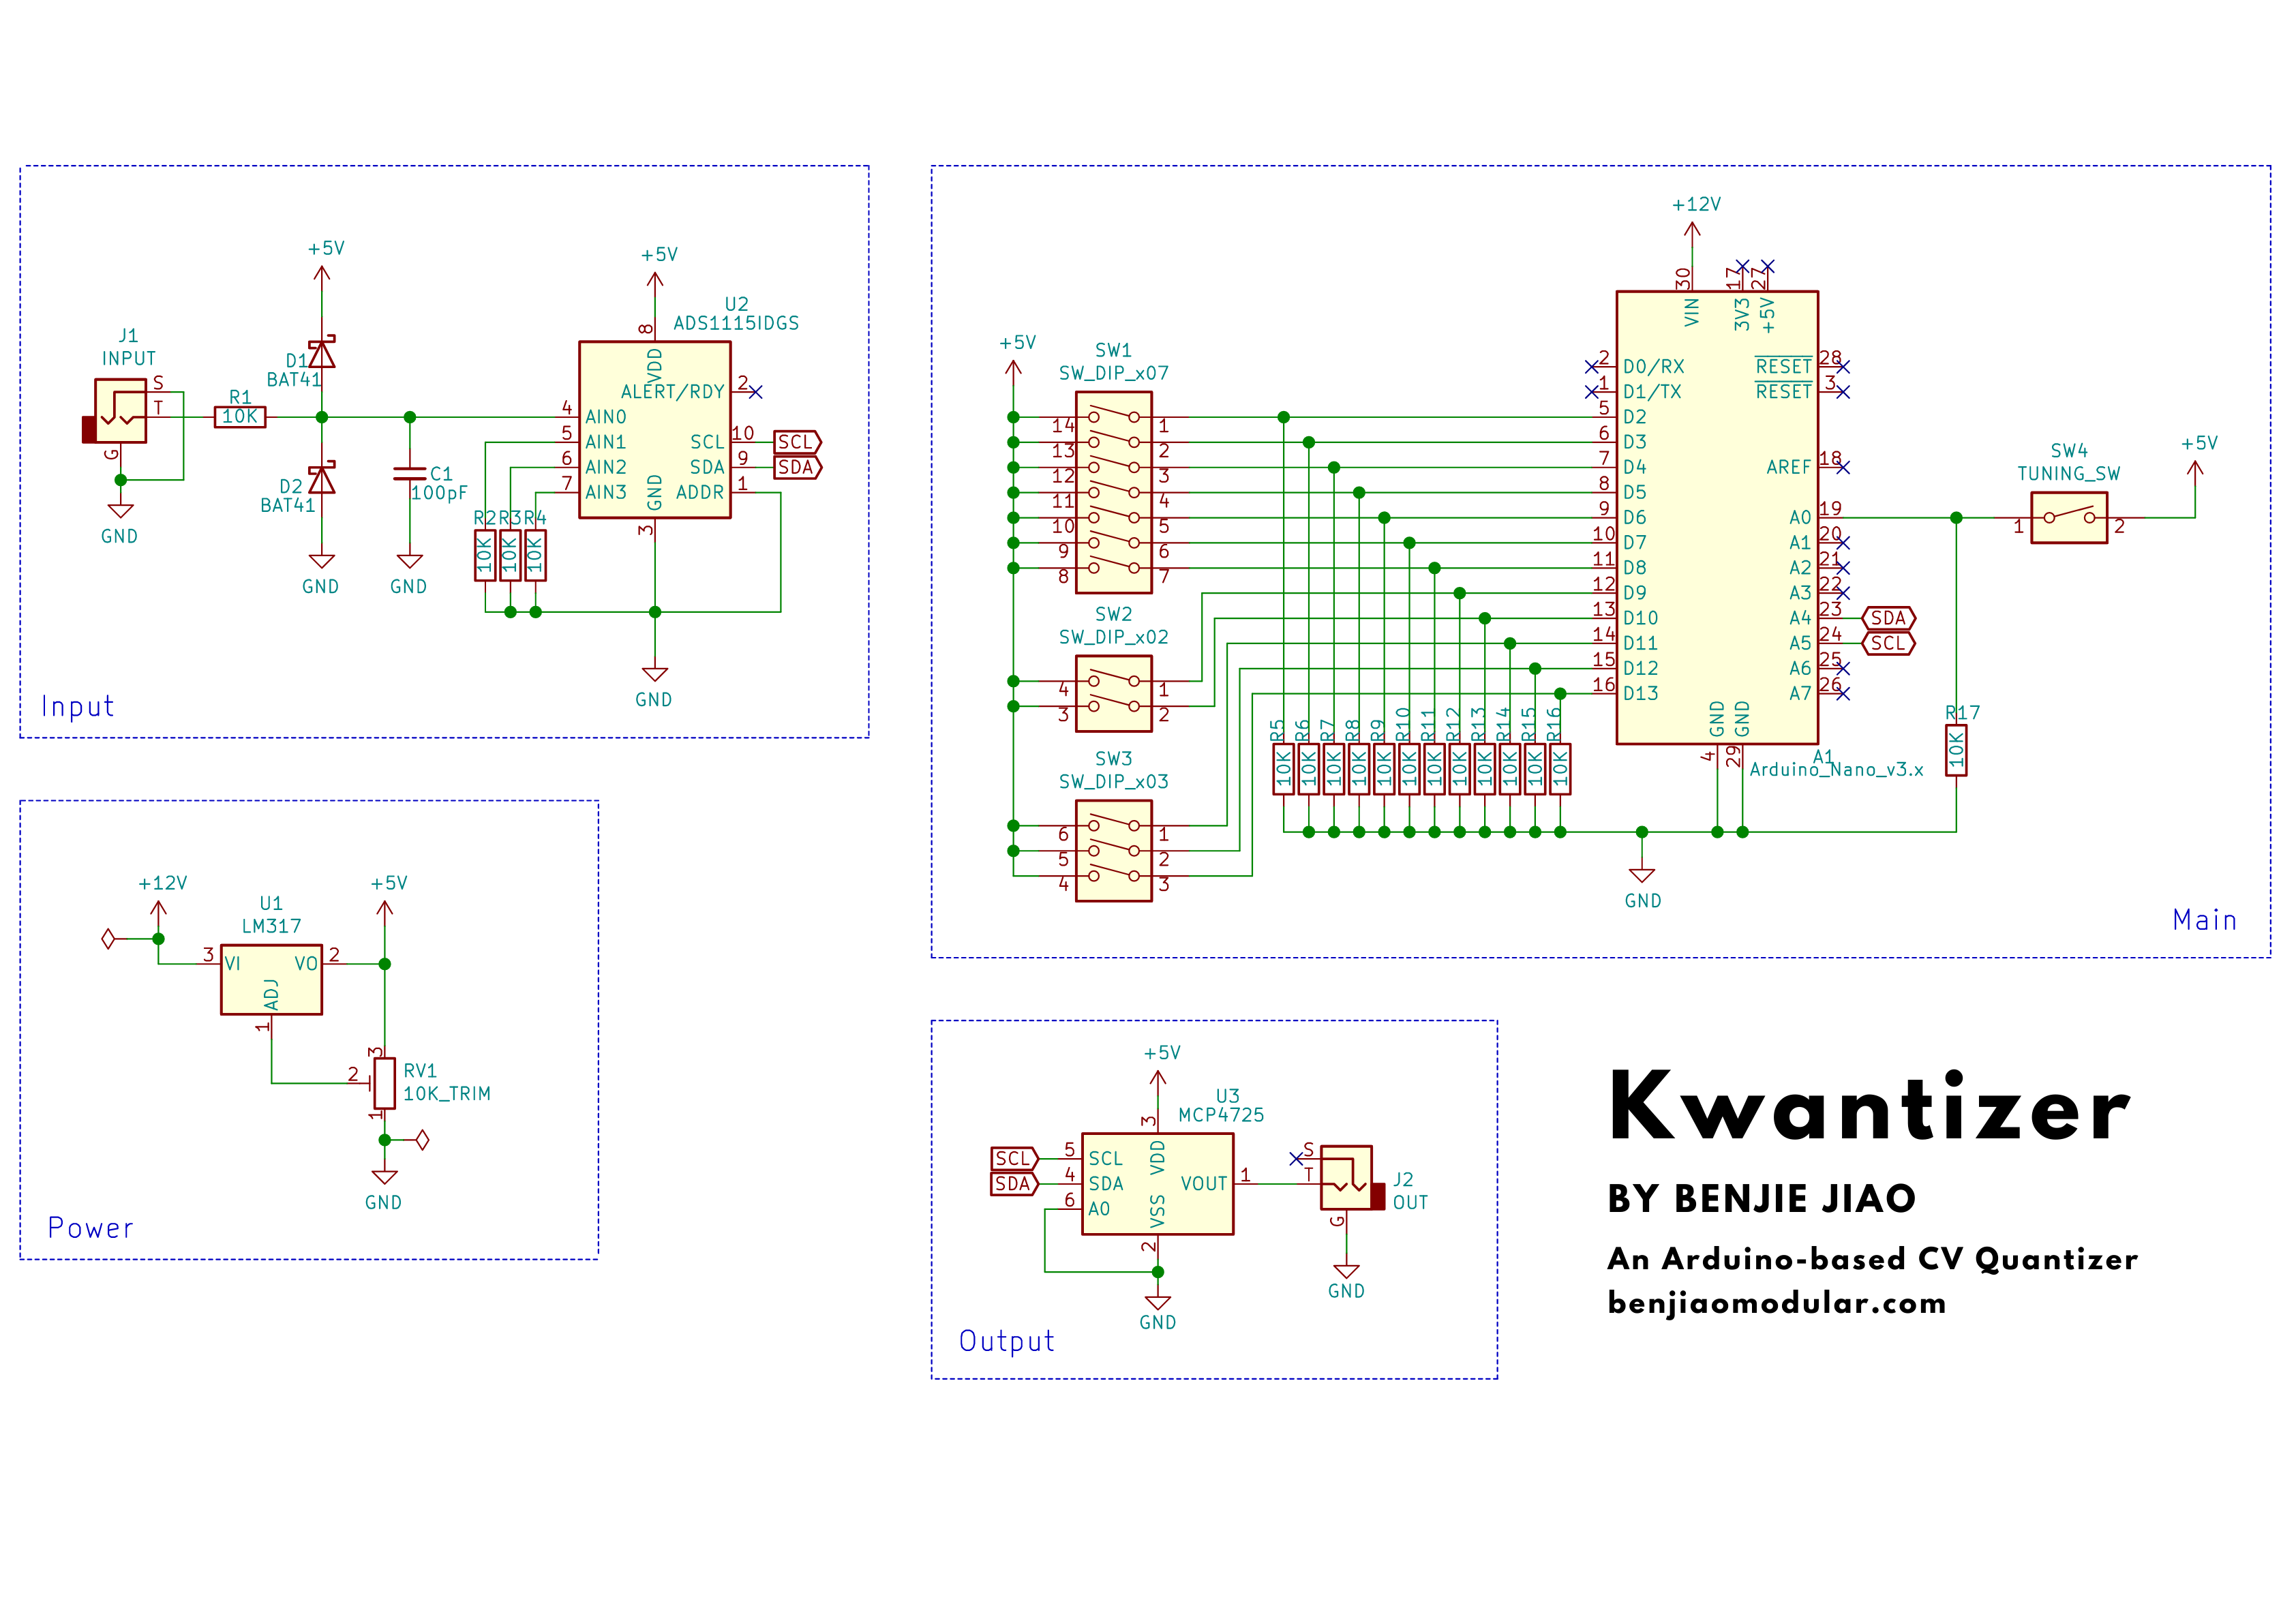 +5V
+5V
U2
ADS1115IDGS
J1
INPUT
S
T
G
GND
R1
10K
D1
BAT41
D2
BAT41
GND
C1
100pF
GND
8
VDD
ALERT/RDY
2
4
AIN0
5
AIN1
6
AIN2
7
AIN3
SCL
10
SCL
SDA
9
SDA
ADDR
1
GND
3
R2
R3
R4
10K
10K
10K
GND
Input
+12V
+5V
U1
LM317
3
VI
VO
2
ADJ
1
3
2
1
RV1
10K_TRIM
GND
Power
+12V
30
17
27
VIN
3V3
+5V
+5V
SW1
SW_DIP_x07
14
1
13
2
12
3
11
4
10
5
9
6
8
7
SW2
SW_DIP_x02
4
1
3
2
SW3
SW_DIP_x03
6
1
5
2
4
3
2
D0/RX
1
D1/TX
5
D2
6
D3
7
D4
8
D5
9
D6
10
D7
11
D8
12
D9
13
D10
14
D11
15
D12
16
D13
RESET
28
RESET
3
AREF
18
A0
19
A1
20
A2
21
A3
22
A4
23
SDA
A5
24
SCL
A6
25
A7
26
GND
GND
4
29
A1
Arduino_Nano_v3.x
SW4
TUNING_SW
1
2
+5V
R5
R6
R7
R8
R9
R10
R11
R12
R13
R14
R15
R16
10K
10K
10K
10K
10K
10K
10K
10K
10K
10K
10K
10K
R17
10K
GND
Main
+5V
U3
MCP4725
3
VDD
SCL
5
SCL
SDA
4
SDA
6
A0
VOUT
1
VSS
2
GND
S
T
G
J2
OUT
GND
Output
Kwantizer
BY BENJIE JIAO
An Arduino-based CV Quantizer
benjiaomodular.com